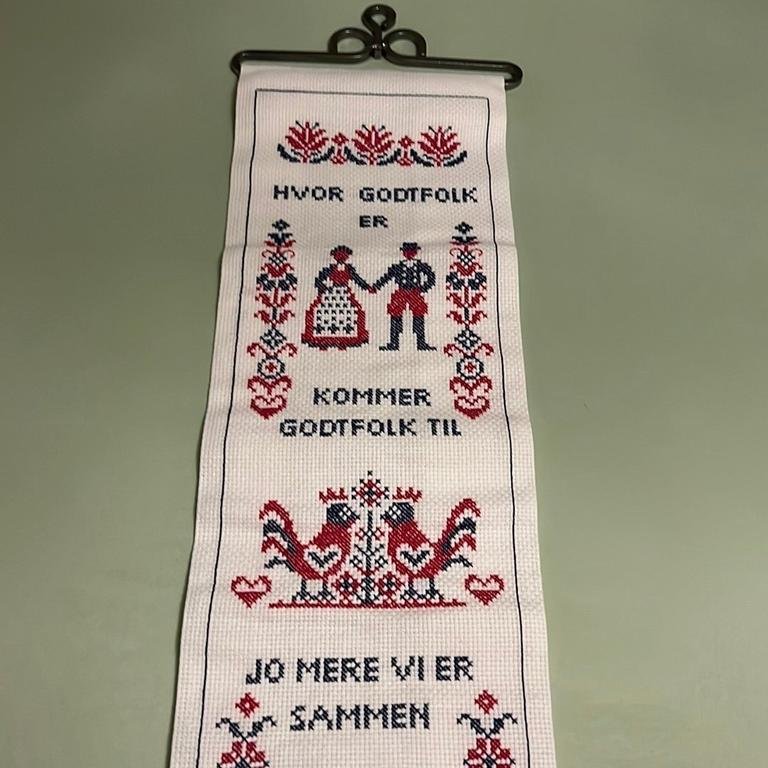 HVOR GODTFOLK
ER
KOMMER
GODTFOLK TIL
JO MERE VI ER
SAMMEN